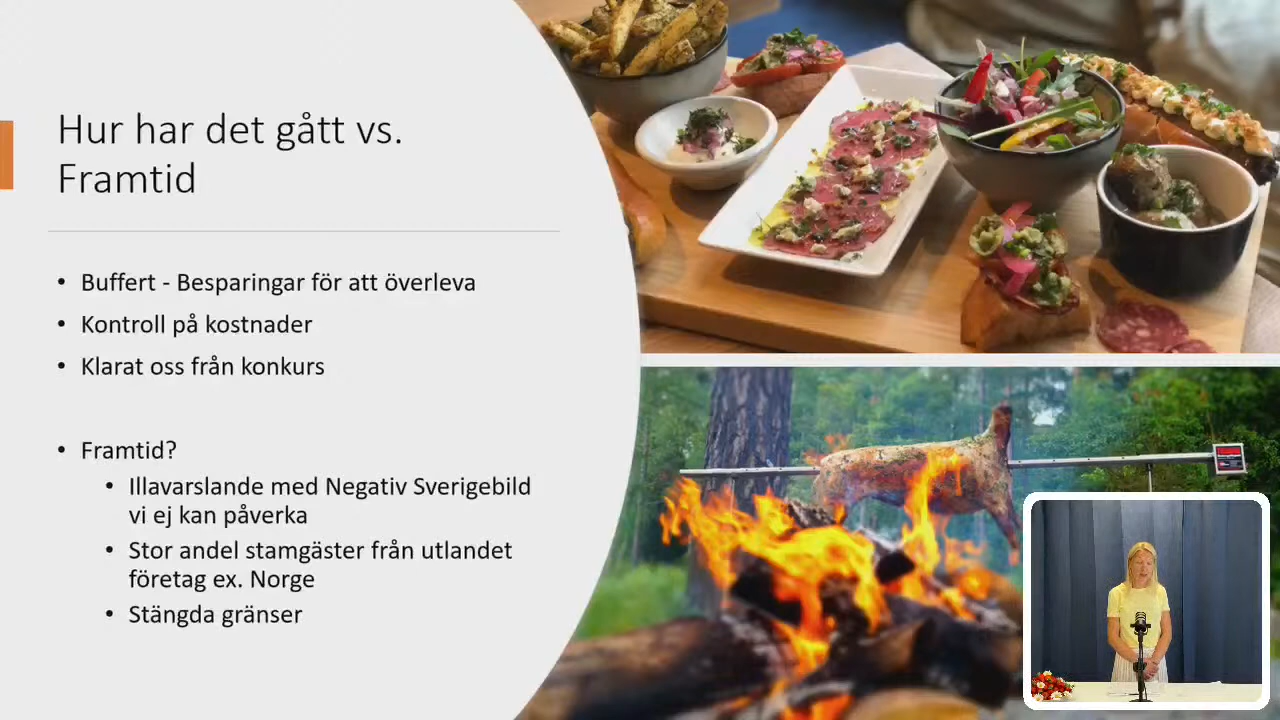 Hur har det gått vs.
Framtid
• Buffert - Besparingar för att överleva
• Kontroll på kostnader
• Klarat oss från konkurs
• Framtid?
• Illavarslande med Negativ Sverigebild
vi ej kan påverka
• Stor andel stamgäster från utlandet
företag ex. Norge
• Stängda gränser